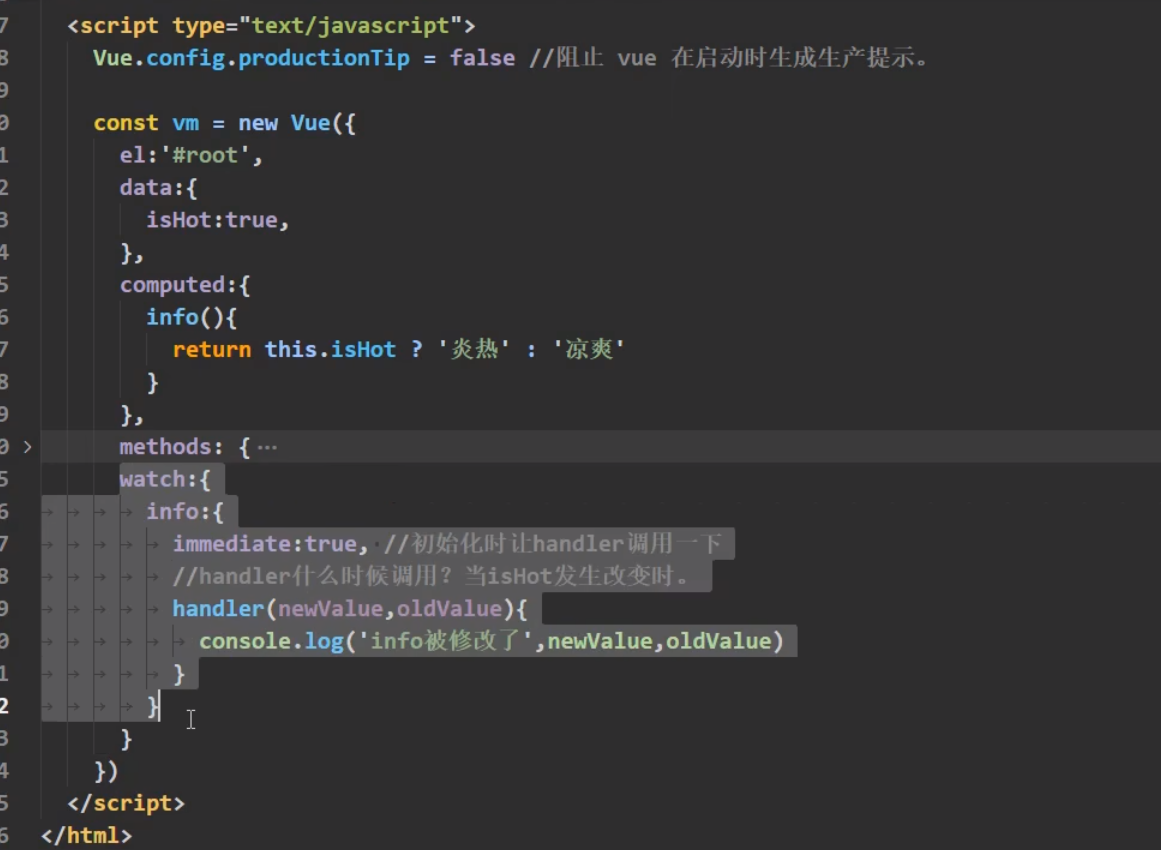 7 <script type="text/javascript">
8 Vue.config.productionTip = false //阻止 vue 在启动时生成生产提示。
9
0 const vm = new Vue({
1 el:'#root',
2 data:{
3 isHot:true,
4 },
5 computed:{
6 info(){
7 return this.isHot ? '炎热' : '凉爽'
8 }
9 },
0 methods: { ···
5 watch:{
6 info:{
7 immediate:true, //初始化时让handler调用一下
8 //handler什么时候调用？当isHot发生改变时。
9 handler(newValue,oldValue){
0 console.log('info被修改了',newValue,oldValue)
1 }
2 }
3 }
4 })
5 </script>
6 </html>